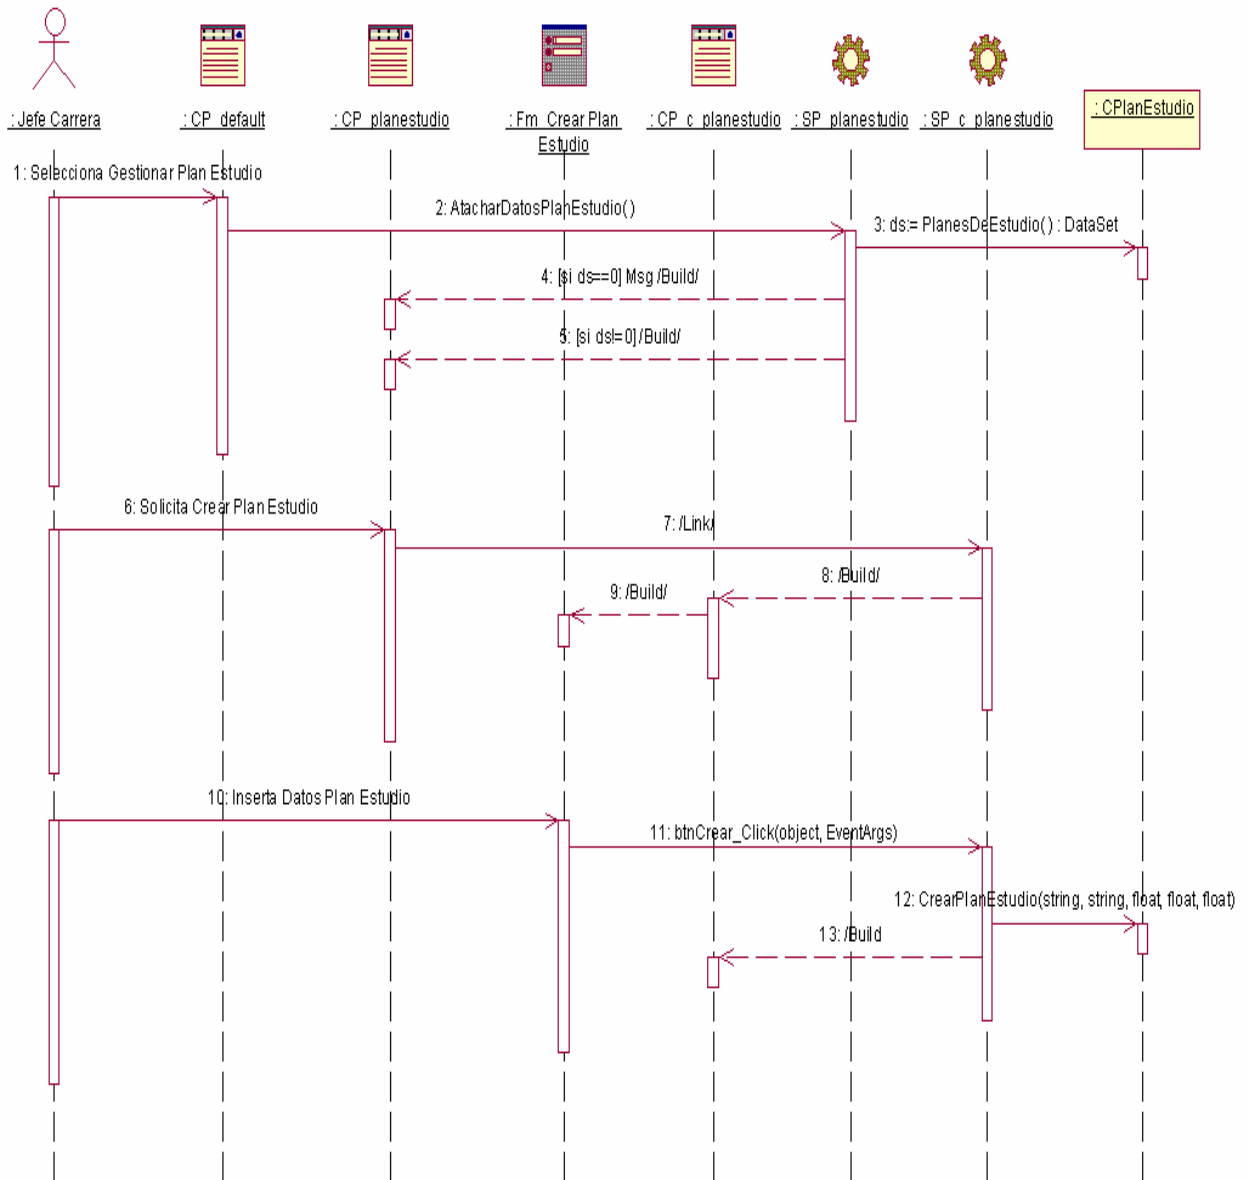 : Jefe Carrera
: CP_default
: CP_planestudio
: Fm_Crear Plan
Estudio
: CP_c_planestudio
: SP_planestudio
: SP_c_planestudio
: CPlanEstudio
1: Selecciona Gestionar Plan Estudio
2: AtacharDatosPlanEstudio()
3: ds:= PlanesDeEstudio() : DataSet
4: [si ds==0] Msg /Build/
5: [si ds!=0] /Build/
6: Solicita Crear Plan Estudio
7: /Link/
8: /Build/
9: /Build/
10: Inserta Datos Plan Estudio
11: btnCrear_Click(object, EventArgs)
12: CrearPlanEstudio(string, string, float, float, float)
13: /Build